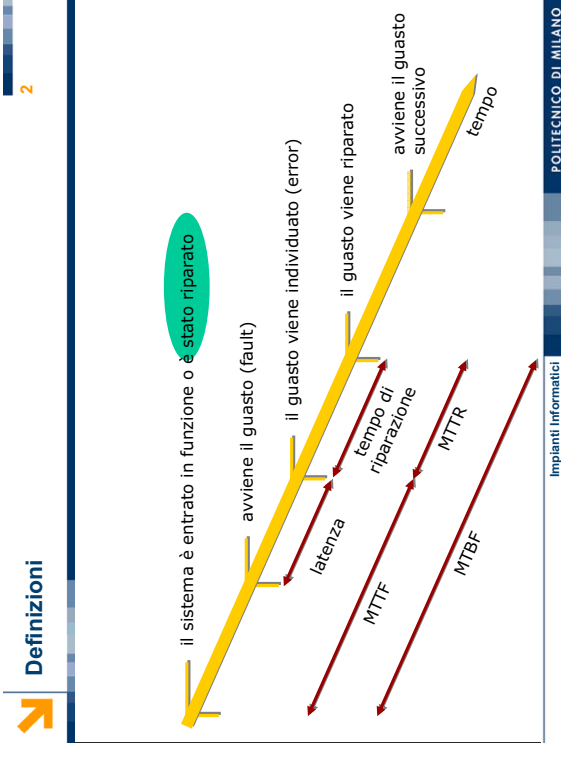 Definizioni
2
il sistema è entrato in funzione o è stato riparato
avviene il guasto (fault)
il guasto viene individuato (error)
il guasto viene riparato
avviene il guasto
successivo
tempo
latenza
tempo di
riparazione
MTTF
MTTR
MTBF
Impianti Informatici
POLITECNICO DI MILANO